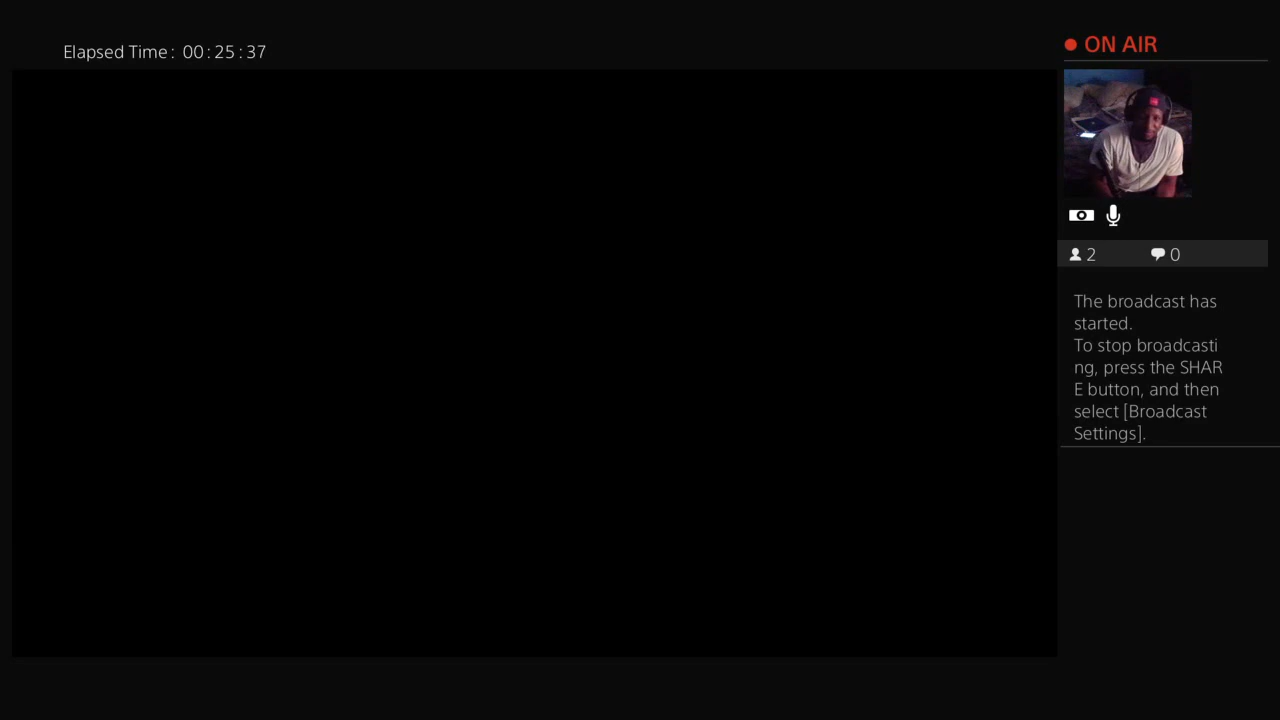 Elapsed Time: 00:25:37
ON AIR
2
0
The broadcast has
started.
To stop broadcasti
ng, press the SHAR
E button, and then
select [Broadcast
Settings].